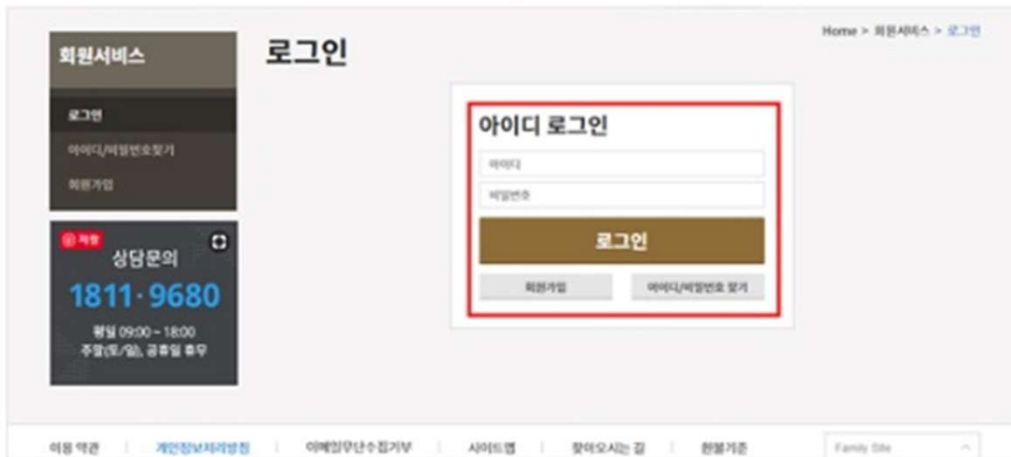 Home > 회원서비스 > 로그인
회원서비스
로그인
아이디/비밀번호찾기
회원가입
저장
상담문의
1811·9680
평일 09:00 ~ 18:00
주말(토/일), 공휴일 휴무
로그인
아이디 로그인
아이디
비밀번호
로그인
회원가입
아이디/비밀번호 찾기
이용 약관
개인정보처리방침
이메일무단수집거부
사이트맵
찾아오시는 길
환불기준
Family Site